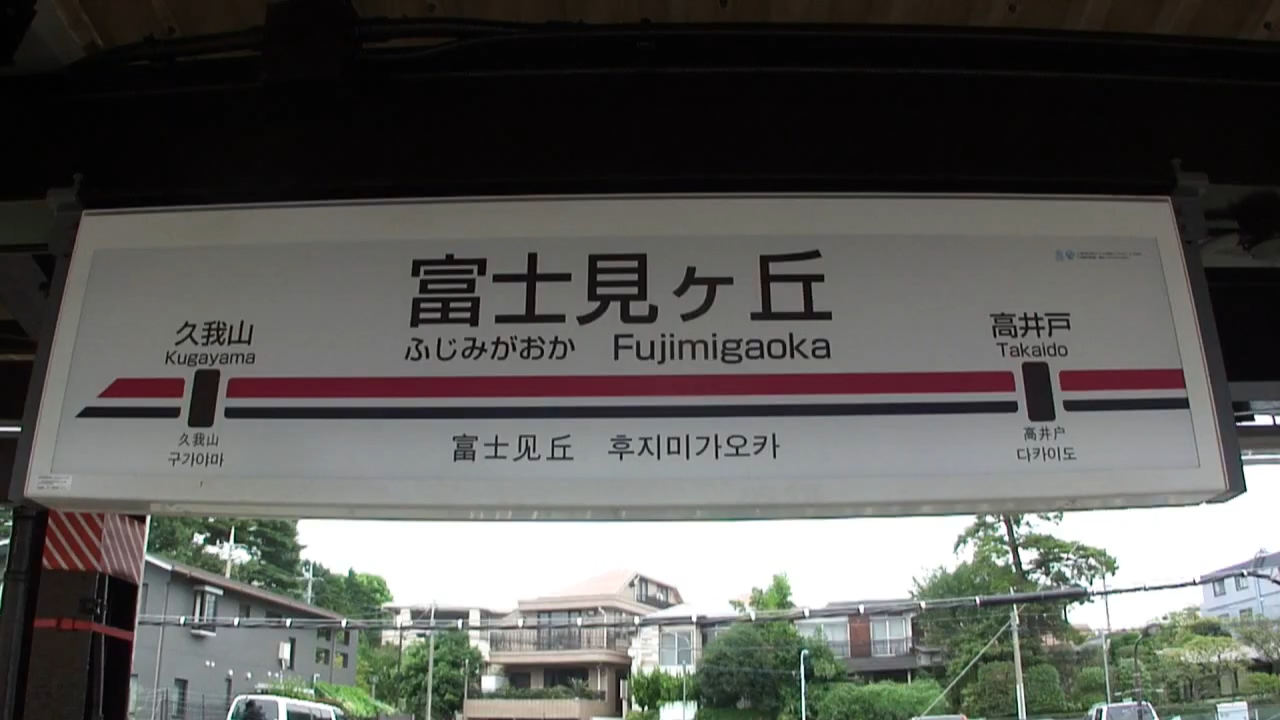 富士見ヶ丘
ふじみがおか Fujimigaoka
久我山
Kugayama
高井戸
Takaido
久我山
구가야마
富士见丘 후지미가오카
高井户
다카이도